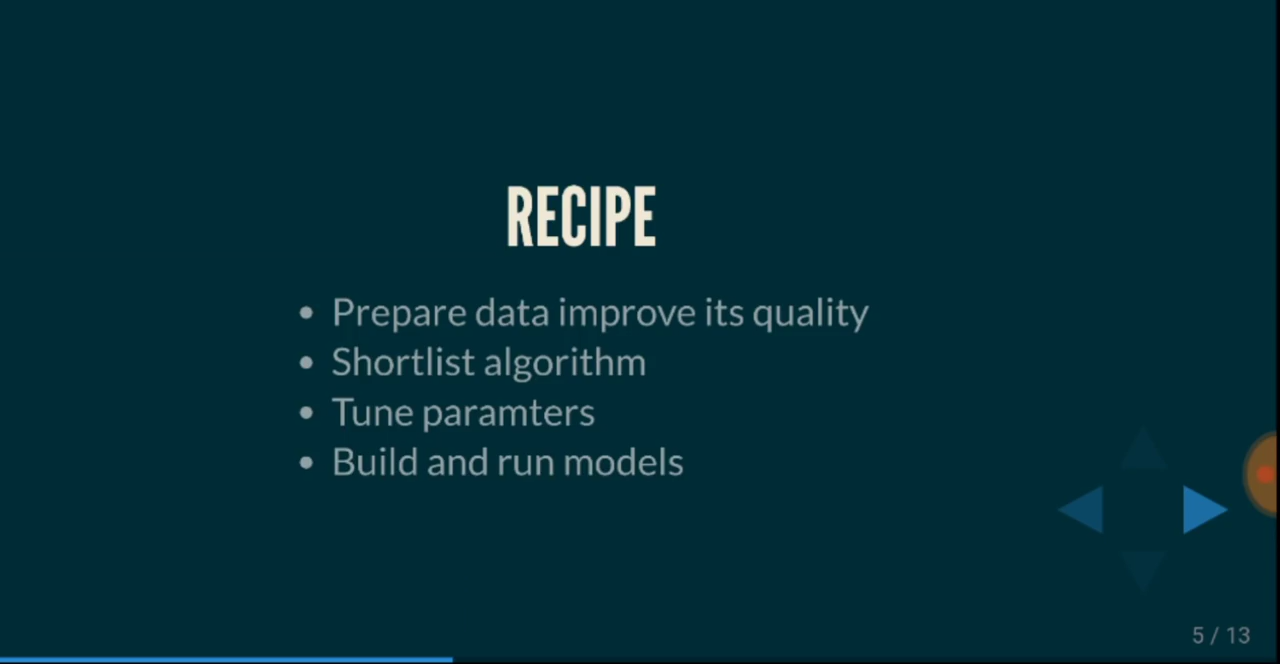 RECIPE
• Prepare data improve its quality
• Shortlist algorithm
• Tune paramters
• Build and run models
5 / 13